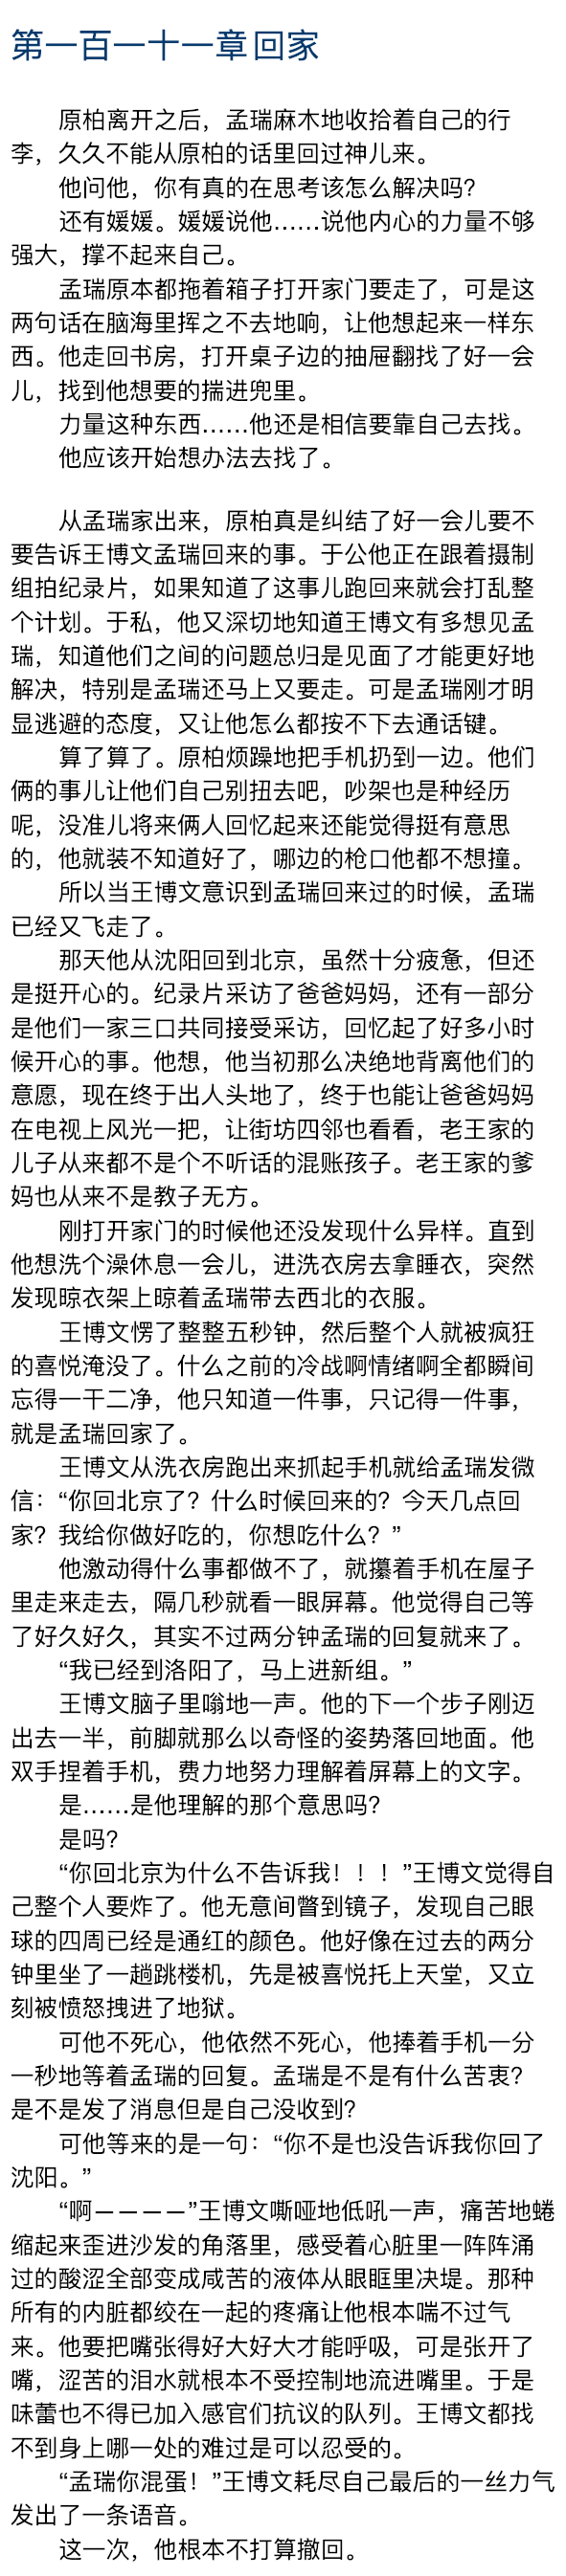 第一百一十一章 回家
原柏离开之后，孟瑞麻木地收拾着自己的行
李，久久不能从原柏的话里回过神儿来。
他问他，你有真的在思考该怎么解决吗？
还有媛媛。媛媛说他……说他内心的力量不够
强大，撑不起来自己。
孟瑞原本都拖着箱子打开家门要走了，可是这
两句话在脑海里挥之不去地响，让他想起来一样东
西。他走回书房，打开桌子边的抽屉翻找了好一会
儿，找到他想要的揣进兜里。
力量这种东西……他还是相信要靠自己去找。
他应该开始想办法去找了。
从孟瑞家出来，原柏真是纠结了好一会儿要不
要告诉王博文孟瑞回来的事。于公他正在跟着摄制
组拍纪录片，如果知道了这事儿跑回来就会打乱整
个计划。于私，他又深切地知道王博文有多想见孟
瑞，知道他们之间的问题总归是见面了才能更好地
解决，特别是孟瑞还马上又要走。可是孟瑞刚才明
显逃避的态度，又让他怎么都按不下去通话键。
算了算了。原柏烦躁地把手机扔到一边。他们
俩的事儿让他们自己别扭去吧，吵架也是种经历
呢，没准儿将来俩人回忆起来还能觉得挺有意思
的，他就装不知道好了，哪边的枪口他都不想撞。
所以当王博文意识到孟瑞回来过的时候，孟瑞
已经又飞走了。
那天他从沈阳回到北京，虽然十分疲惫，但还
是挺开心的。纪录片采访了爸爸妈妈，还有一部分
是他们一家三口共同接受采访，回忆起了好多小时
候开心的事。他想，他当初那么决绝地背离他们的
意愿，现在终于出人头地了，终于也能让爸爸妈妈
在电视上风光一把，让街坊四邻也看看，老王家的
儿子从来都不是个不听话的混账孩子。老王家的爹
妈也从来不是教子无方。
刚打开家门的时候他还没发现什么异样。直到
他想洗个澡休息一会儿，进洗衣房去拿睡衣，突然
发现晾衣架上晾着孟瑞带去西北的衣服。
王博文愣了整整五秒钟，然后整个人就被疯狂
的喜悦淹没了。什么之前的冷战啊情绪啊全都瞬间
忘得一干二净，他只知道一件事，只记得一件事，
就是孟瑞回家了。
王博文从洗衣房跑出来抓起手机就给孟瑞发微
信：“你回北京了？什么时候回来的？今天几点回
家？我给你做好吃的，你想吃什么？”
他激动得什么事都做不了，就攥着手机在屋子
里走来走去，隔几秒就看一眼屏幕。他觉得自己等
了好久好久，其实不过两分钟孟瑞的回复就来了。
“我已经到洛阳了，马上进新组。”
王博文脑子里嗡地一声。他的下一个步子刚迈
出去一半，前脚就那么以奇怪的姿势落回地面。他
双手捏着手机，费力地努力理解着屏幕上的文字。
是……是他理解的那个意思吗？
是吗？
“你回北京为什么不告诉我！！！”王博文觉得自
己整个人要炸了。他无意间瞥到镜子，发现自己眼
球的四周已经是通红的颜色。他好像在过去的两分
钟里坐了一趟跳楼机，先是被喜悦托上天堂，又立
刻被愤怒拽进了地狱。
可他不死心，他依然不死心，他捧着手机一分
一秒地等着孟瑞的回复。孟瑞是不是有什么苦衷？
是不是发了消息但是自己没收到？
可他等来的是一句：“你不是也没告诉我你回了
沈阳。”
“啊————”王博文嘶哑地低吼一声，痛苦地蜷
缩起来歪进沙发的角落里，感受着心脏里一阵阵涌
过的酸涩全部变成咸苦的液体从眼眶里决堤。那种
所有的内脏都绞在一起的疼痛让他根本喘不过气
来。他要把嘴张得好大好大才能呼吸，可是张开了
嘴，涩苦的泪水就根本不受控制地流进嘴里。于是
味蕾也不得已加入感官们抗议的队列。王博文都找
不到身上哪一处的难过是可以忍受的。
“孟瑞你混蛋！”王博文耗尽自己最后的一丝力气
发出了一条语音。
这一次，他根本不打算撤回。